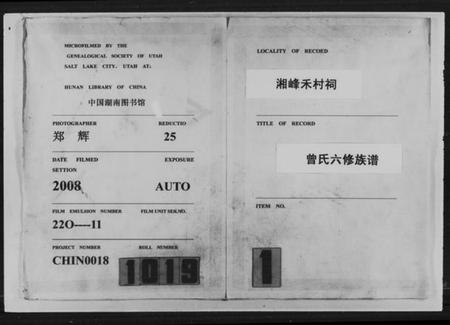 MICROFILMED BY THE
GENEALOGICAL SOCIETY OF UTAH
SALT LAKE CITY. UTAH AT:
HUNAN LIBRARY OF CHINA
中国湖南图书馆
PHOTOGRAPHER REDUCTIO
郑 辉 25
DATE FILMED EXPOSURE
SETTION
2008 AUTO
FILM EMULSION NUMBER FILM UNIT SER.NO.
22O----11
PROJECT NUMBER ROLL NUMBER
CHIN0018 1019
LOCALITY OF RECOED
湘峰禾村祠
TITLE OF RECORD
曾氏六修族谱
ITEM NO.
1